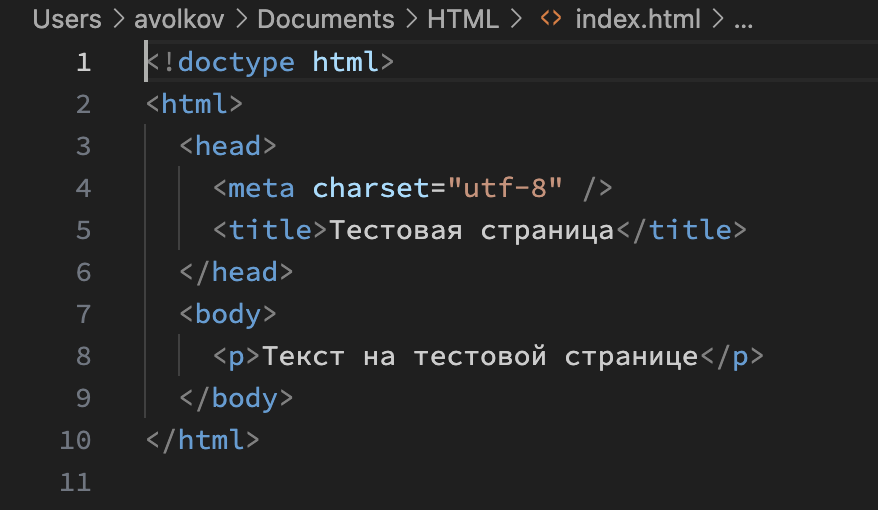 Users > avolkov > Documents > HTML > <> index.html > ...
1 <!doctype html>
2 <html>
3 <head>
4 <meta charset="utf-8" />
5 <title>Тестовая страница</title>
6 </head>
7 <body>
8 <p>Текст на тестовой странице</p>
9 </body>
10 </html>
11